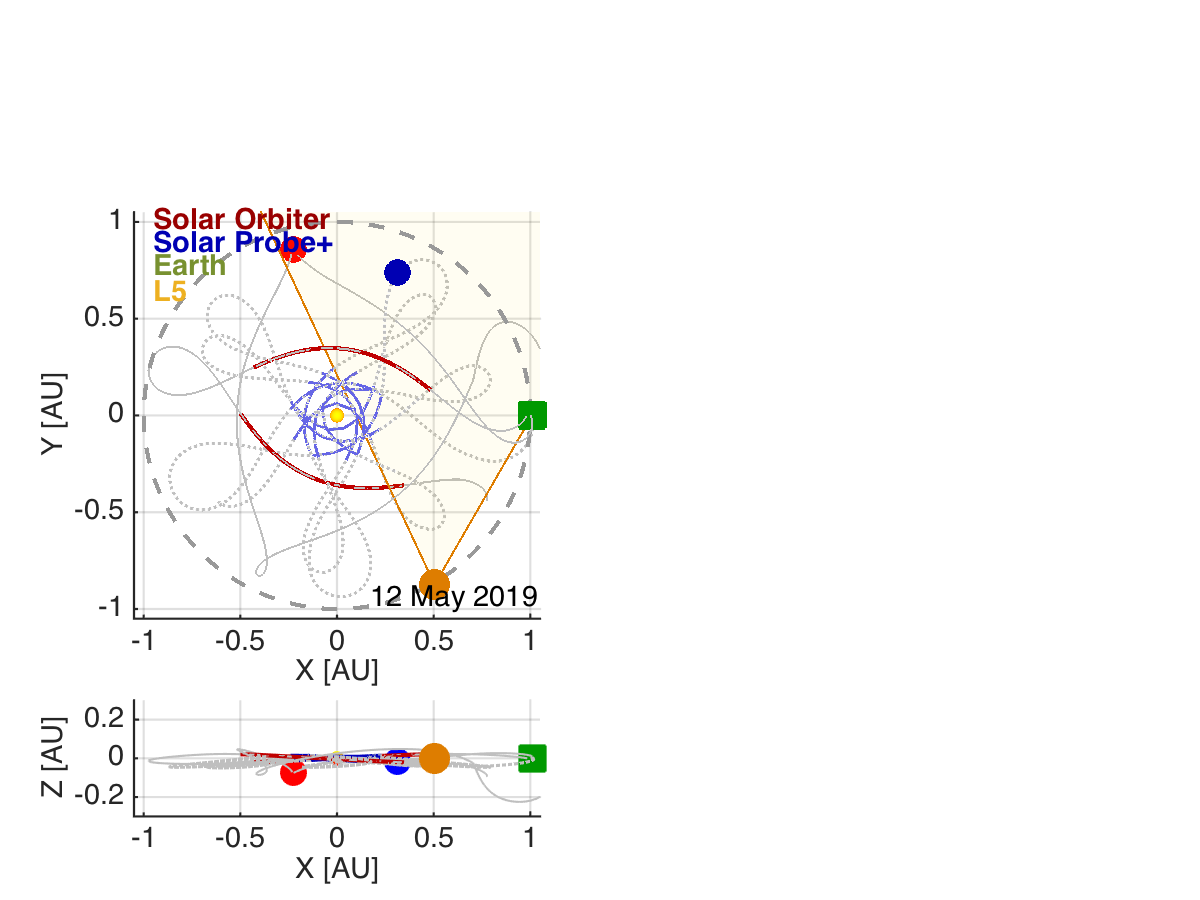 Solar Orbiter
Solar Probe+
Earth
L5
1
0.5
0
-0.5
-1
Y [AU]
12 May 2019
-1 -0.5 0 0.5 1
X [AU]
0.2
0
-0.2
Z [AU]
-1 -0.5 0 0.5 1
X [AU]